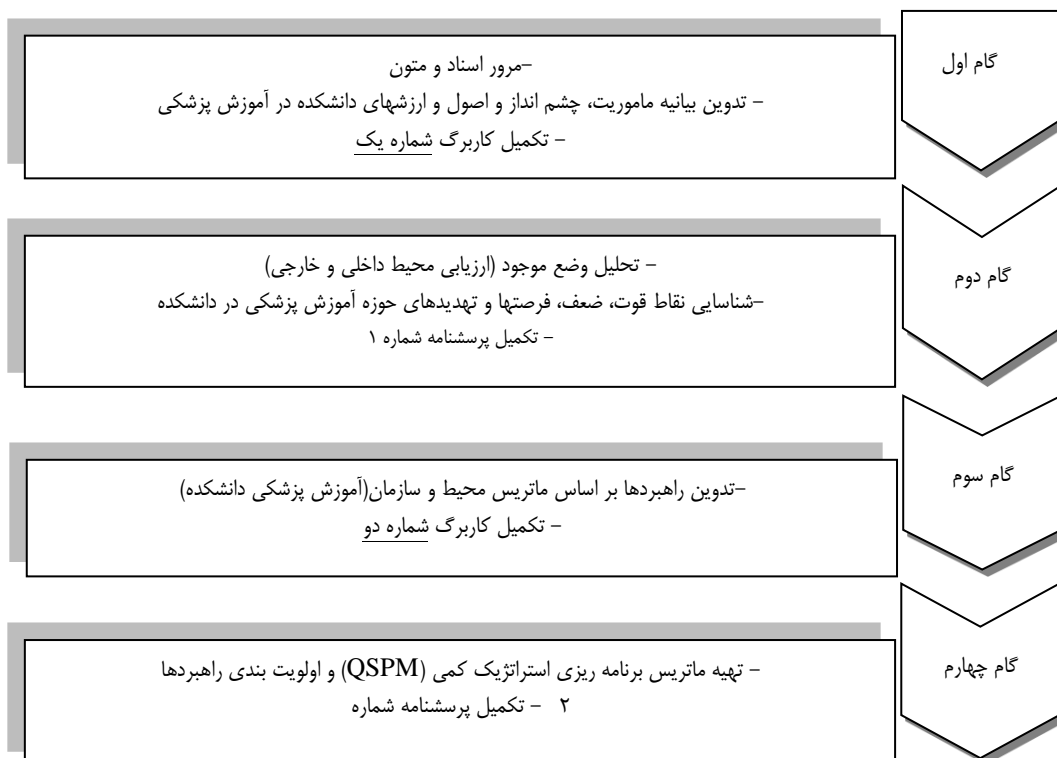 گام اول
-مرور اسناد و متون
- تدوین بیانیه ماموریت، چشم انداز و اصول و ارزشهای دانشکده در آموزش پزشکی
- تکمیل کاربرگ شماره یک
گام دوم
- تحلیل وضع موجود (ارزیابی محیط داخلی و خارجی)
-شناسایی نقاط قوت، ضعف، فرصتها و تهدیدهای حوزه آموزش پزشکی در دانشکده
- تکمیل پرسشنامه شماره ۱
گام سوم
-تدوین راهبردها بر اساس ماتریس محیط و سازمان(آموزش پزشکی دانشکده)
- تکمیل کاربرگ شماره دو
گام چهارم
- تهیه ماتریس برنامه ریزی استراتژیک کمی (QSPM) و اولویت بندی راهبردها
۲ - تکمیل پرسشنامه شماره